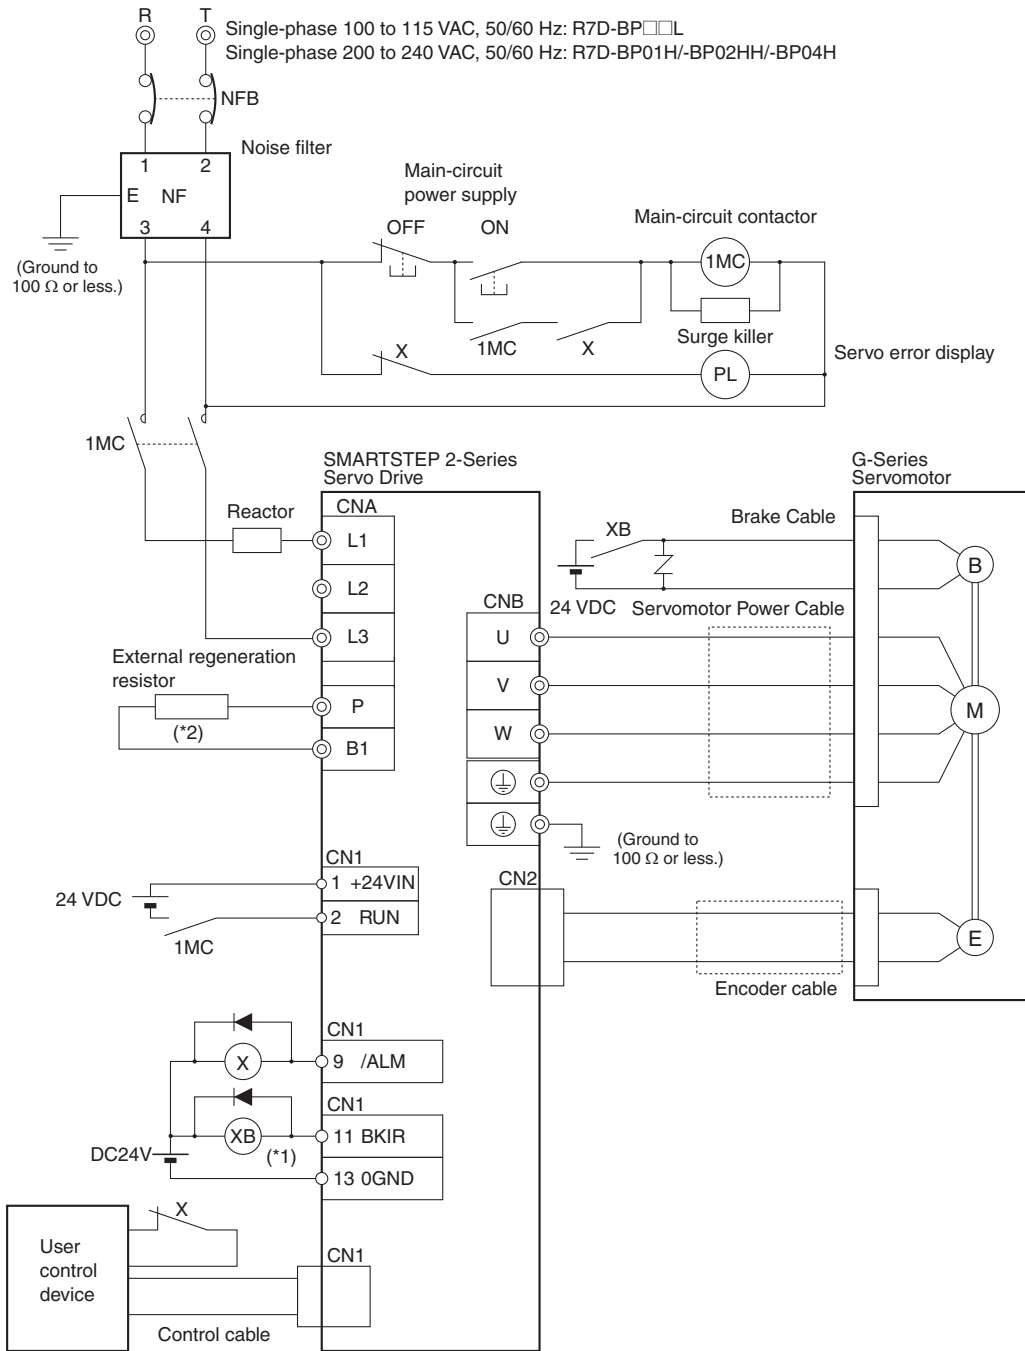 R T
Single-phase 100 to 115 VAC, 50/60 Hz: R7D-BP□□L
Single-phase 200 to 240 VAC, 50/60 Hz: R7D-BP01H/-BP02HH/-BP04H
NFB
Noise filter
1 2
E NF
3 4
(Ground to
100 Ω or less.)
Main-circuit
power supply
OFF ON
Main-circuit contactor
1MC
Surge killer
1MC X
X
PL
Servo error display
1MC
SMARTSTEP 2-Series
Servo Drive
G-Series
Servomotor
Reactor
CNA
L1
L2
L3
External regeneration
resistor
(*2)
P
B1
XB
Brake Cable
B
24 VDC
Servomotor Power Cable
CNB
U
V
W
M
(Ground to
100 Ω or less.)
CN1
1 +24VIN
2 RUN
24 VDC
1MC
CN2
E
Encoder cable
CN1
X
9 /ALM
CN1
XB
(*1)
11 BKIR
DC24V
13 0GND
X
User
control
device
CN1
Control cable